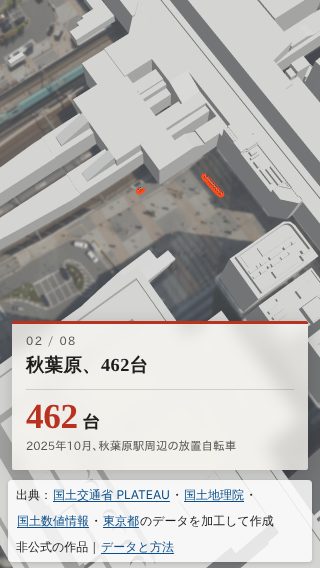 02 / 08
秋葉原、462台
462 台
2025年10月、秋葉原駅周辺の放置自転車
出典：国土交通省 PLATEAU・国土地理院・
国土数値情報・東京都のデータを加工して作成
非公式の作品｜データと方法